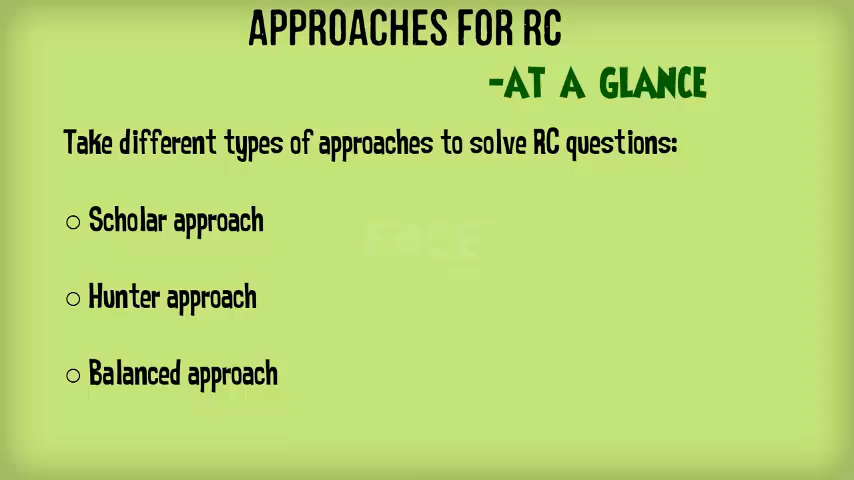 APPROACHES FOR RC
-AT A GLANCE
Take different types of approaches to solve RC questions:
○ Scholar approach
FACE
○ Hunter approach
○ Balanced approach